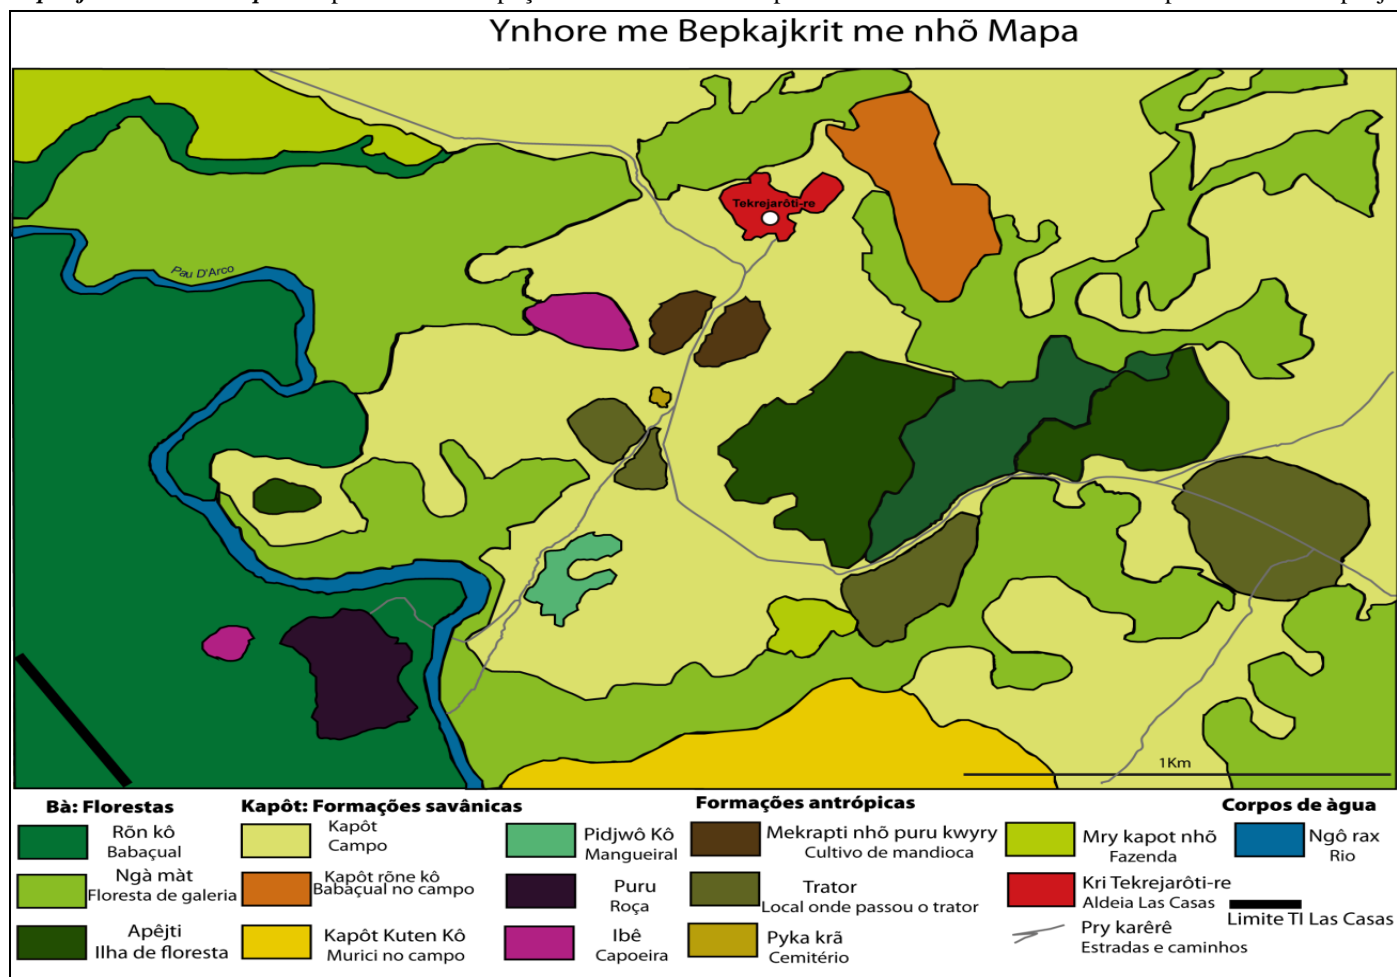 Ynhore me Bepkajkrit me nhõ Mapa
Tekrejarôti-re
Pau D'Arco
1Km
Bà: Florestas
Rõn kô
Babaçual
Ngà màt
Floresta de galeria
Apêjti
Ilha de floresta
Kapôt: Formações savânicas
Kapôt
Campo
Kapôt rõne kô
Babaçual no campo
Kapôt Kuten Kô
Murici no campo
Pidjwô Kô
Mangueiral
Puru
Roça
Ibê
Capoeira
Formações antrópicas
Mekrapti nhõ puru kwyry
Cultivo de mandioca
Trator
Local onde passou o trator
Pyka krã
Cemitério
Mry kapot nhõ
Fazenda
Kri Tekrejarôti-re
Aldeia Las Casas
Pry karêrê
Estradas e caminhos
Corpos de àgua
Ngô rax
Rio
Limite TI Las Casas